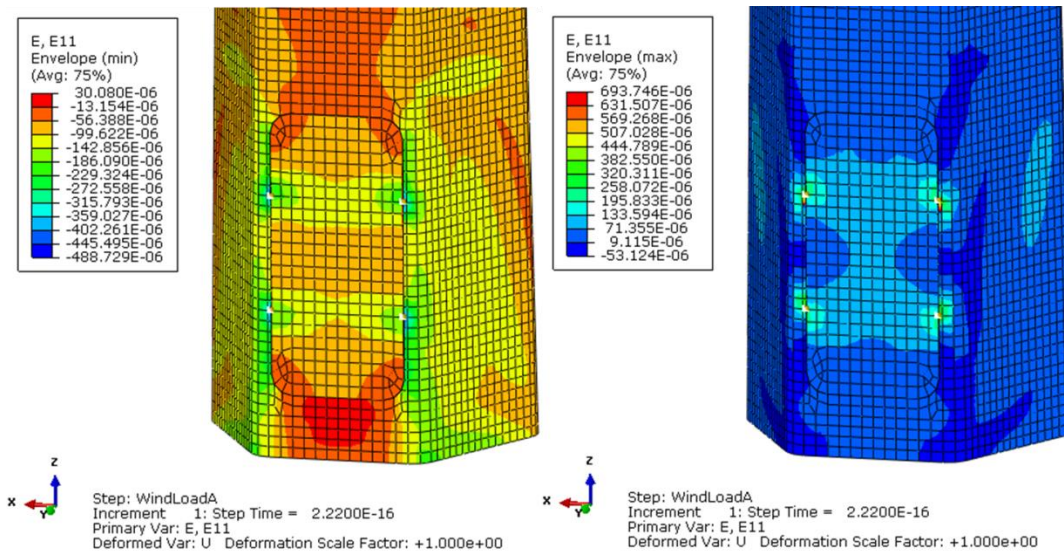 E, E11
Envelope (min)
(Avg: 75%)
30.080E-06
-13.154E-06
-56.388E-06
-99.622E-06
-142.856E-06
-186.090E-06
-229.324E-06
-272.558E-06
-315.793E-06
-359.027E-06
-402.261E-06
-445.495E-06
-488.729E-06
Z
X
Y
Step: WindLoadA
Increment 1: Step Time = 2.2200E-16
Primary Var: E, E11
Deformed Var: U Deformation Scale Factor: +1.000e+00
E, E11
Envelope (max)
(Avg: 75%)
693.746E-06
631.507E-06
569.268E-06
507.028E-06
444.789E-06
382.550E-06
320.311E-06
258.072E-06
195.833E-06
133.594E-06
71.355E-06
9.115E-06
-53.124E-06
Z
X
Y
Step: WindLoadA
Increment 1: Step Time = 2.2200E-16
Primary Var: E, E11
Deformed Var: U Deformation Scale Factor: +1.000e+00